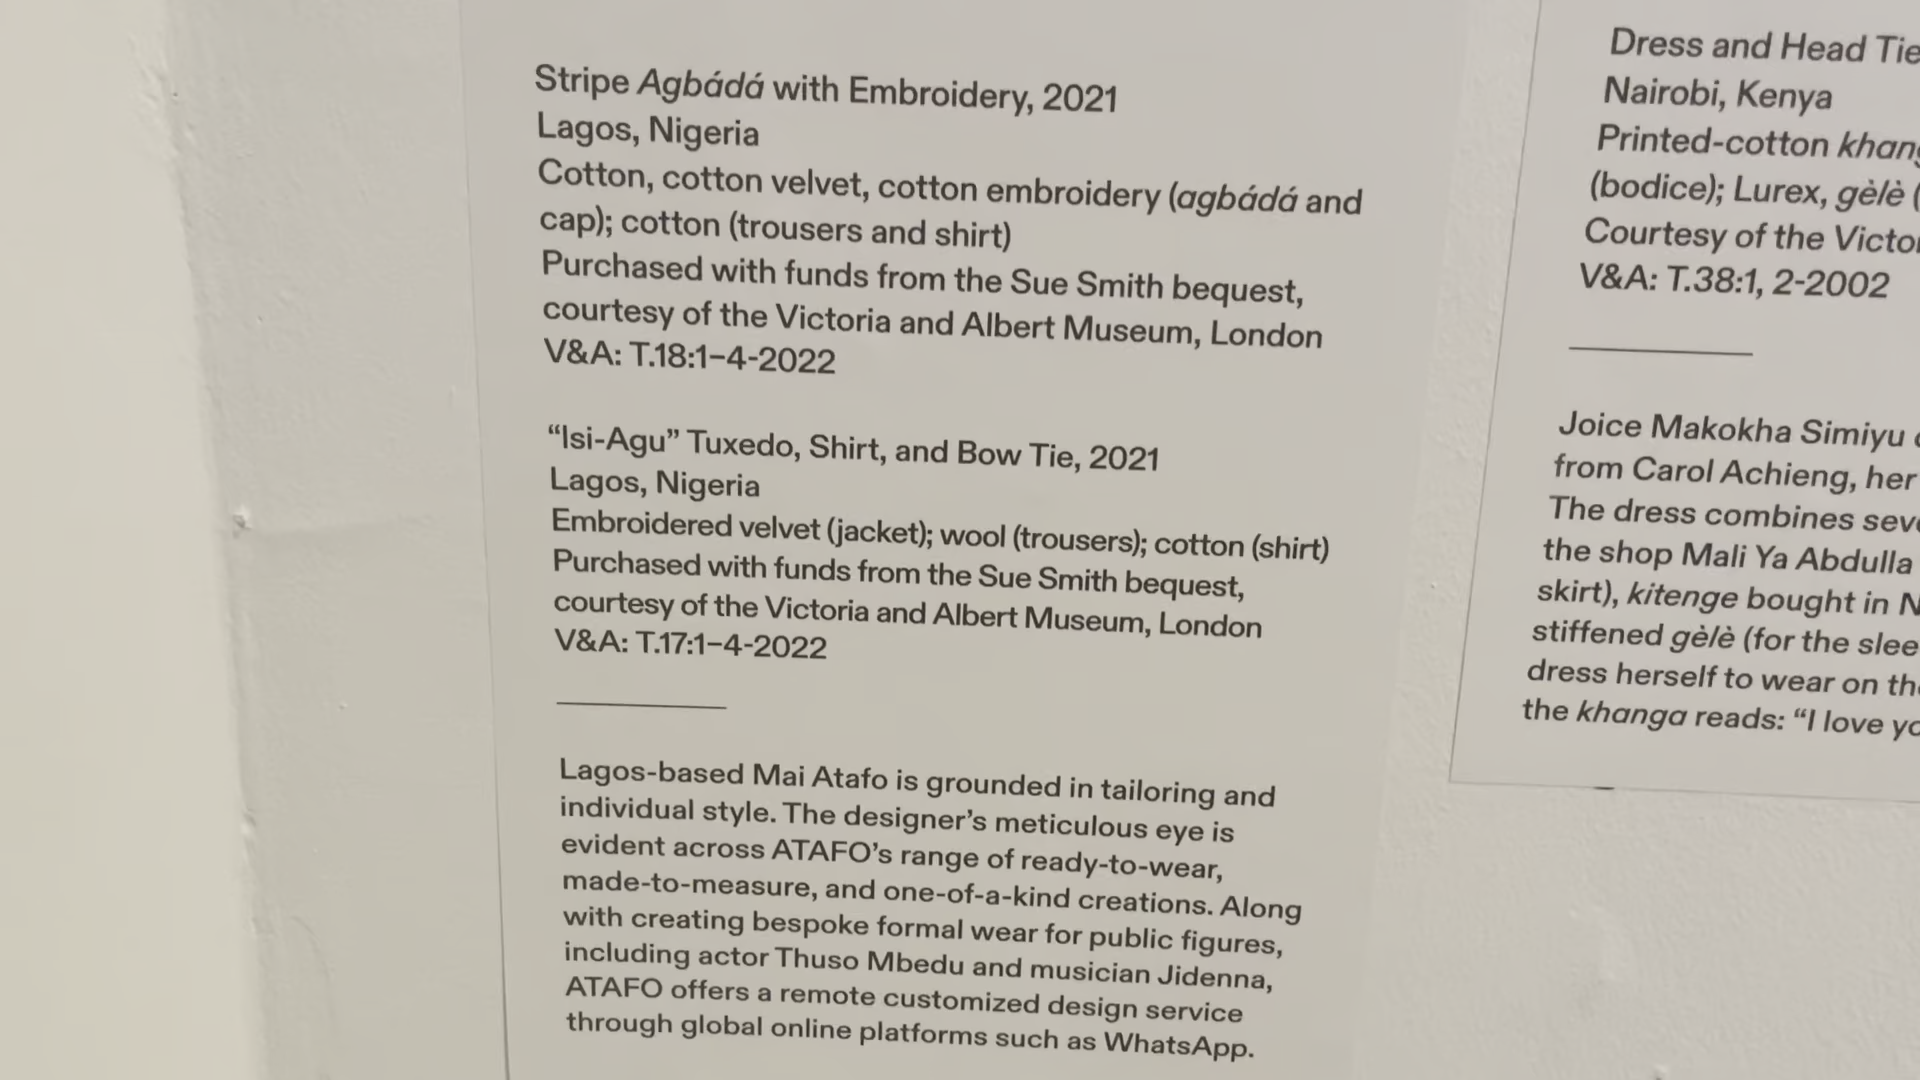 Stripe Agbádá with Embroidery, 2021
Lagos, Nigeria
Cotton, cotton velvet, cotton embroidery (agbádá and
cap); cotton (trousers and shirt)
Purchased with funds from the Sue Smith bequest,
courtesy of the Victoria and Albert Museum, London
V&A: T.18:1–4-2022
“Isi-Agu” Tuxedo, Shirt, and Bow Tie, 2021
Lagos, Nigeria
Embroidered velvet (jacket); wool (trousers); cotton (shirt)
Purchased with funds from the Sue Smith bequest,
courtesy of the Victoria and Albert Museum, London
V&A: T.17:1–4-2022
Lagos-based Mai Atafo is grounded in tailoring and
individual style. The designer’s meticulous eye is
evident across ATAFO’s range of ready-to-wear,
made-to-measure, and one-of-a-kind creations. Along
with creating bespoke formal wear for public figures,
including actor Thuso Mbedu and musician Jidenna,
ATAFO offers a remote customized design service
through global online platforms such as WhatsApp.
Dress and Head Tie
Nairobi, Kenya
Printed-cotton
(bodice); Lurex, gèlè (
Courtesy of the
V&A: T.38:1, 2-2002
Joice Makokha Simiyu
from Carol Achieng, her
The dress combines
the shop Mali Ya Abdulla
skirt), kitenge bought in
stiffened gèlè (for the
dress herself to wear on
the khanga reads: “I love